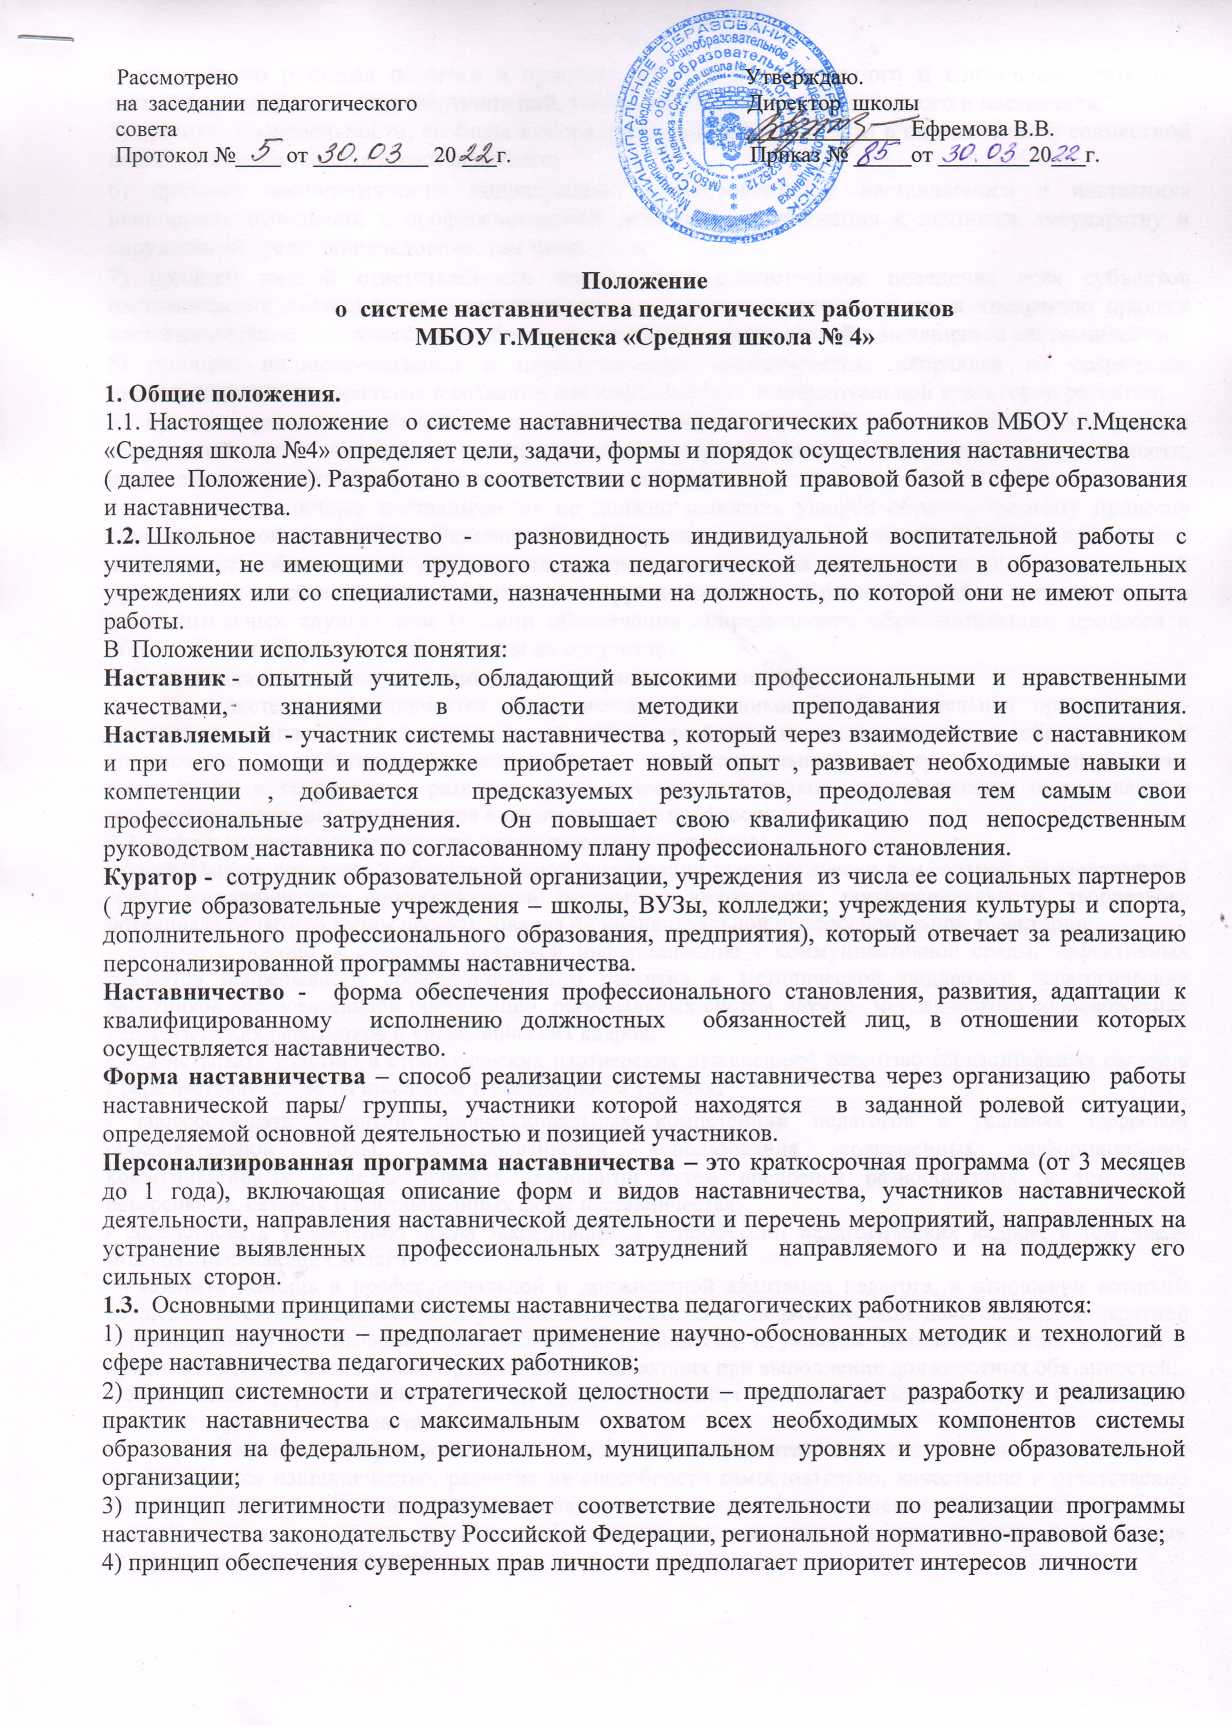 Рассмотрено
на заседании педагогического
совета
Протокол № 5 от 30.03 2022г.
Утверждаю.
Директор школы
Ефремова В.В.
Приказ № 85 от 30.03 2022г.
Положение
о системе наставничества педагогических работников
МБОУ г.Мценска «Средняя школа № 4»
1. Общие положения.
1.1. Настоящее положение о системе наставничества педагогических работников МБОУ г.Мценска
«Средняя школа №4» определяет цели, задачи, формы и порядок осуществления наставничества
( далее Положение). Разработано в соответствии с нормативной правовой базой в сфере образования
и наставничества.
1.2. Школьное наставничество - разновидность индивидуальной воспитательной работы с
учителями, не имеющими трудового стажа педагогической деятельности в образовательных
учреждениях или со специалистами, назначенными на должность, по которой они не имеют опыта
работы.
В Положении используются понятия:
Наставник - опытный учитель, обладающий высокими профессиональными и нравственными
качествами, знаниями в области методики преподавания и воспитания.
Наставляемый - участник системы наставничества , который через взаимодействие с наставником
и при его помощи и поддержке приобретает новый опыт , развивает необходимые навыки и
компетенции , добивается предсказуемых результатов, преодолевая тем самым свои
профессиональные затруднения. Он повышает свою квалификацию под непосредственным
руководством наставника по согласованному плану профессионального становления.
Куратор - сотрудник образовательной организации, учреждения из числа ее социальных партнеров
( другие образовательные учреждения – школы, ВУЗы, колледжи; учреждения культуры и спорта,
дополнительного профессионального образования, предприятия), который отвечает за реализацию
персонализированной программы наставничества.
Наставничество - форма обеспечения профессионального становления, развития, адаптации к
квалифицированному исполнению должностных обязанностей лиц, в отношении которых
осуществляется наставничество.
Форма наставничества – способ реализации системы наставничества через организацию работы
наставнической пары/ группы, участники которой находятся в заданной ролевой ситуации,
определяемой основной деятельностью и позицией участников.
Персонализированная программа наставничества – это краткосрочная программа (от 3 месяцев
до 1 года), включающая описание форм и видов наставничества, участников наставнической
деятельности, направления наставнической деятельности и перечень мероприятий, направленных на
устранение выявленных профессиональных затруднений направляемого и на поддержку его
сильных сторон.
1.3. Основными принципами системы наставничества педагогических работников являются:
1) принцип научности – предполагает применение научно-обоснованных методик и технологий в
сфере наставничества педагогических работников;
2) принцип системности и стратегической целостности – предполагает разработку и реализацию
практик наставничества с максимальным охватом всех необходимых компонентов системы
образования на федеральном, региональном, муниципальном уровнях и уровне образовательной
организации;
3) принцип легитимности подразумевает соответствие деятельности по реализации программы
наставничества законодательству Российской Федерации, региональной нормативно-правовой базе;
4) принцип обеспечения суверенных прав личности предполагает приоритет интересов личности